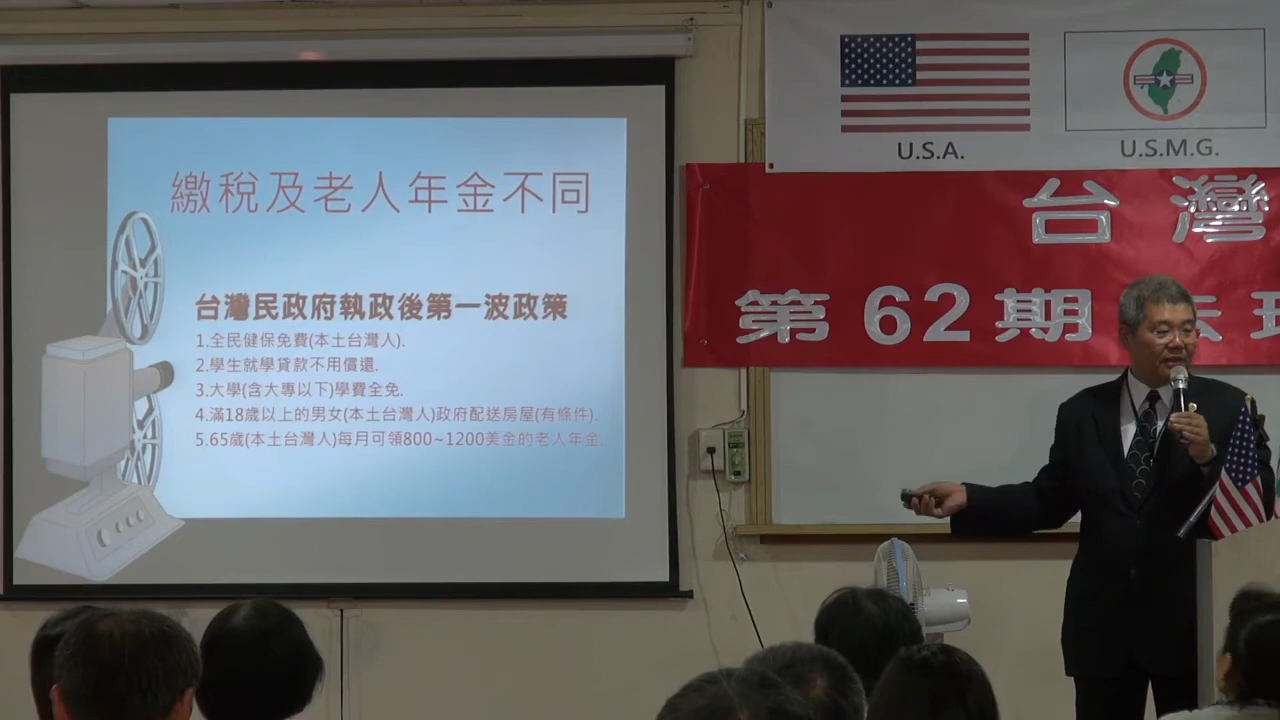 繳稅及老人年金不同
台灣民政府執政後第一波政策
1.全民健保免費(本土台灣人).
2.學生就學貸款不用償還.
3.大學(含大專以下)學費全免.
4.滿18歲以上的男女(本土台灣人)政府配送房屋(有條件).
5.65歲(本土台灣人)每月可領800~1200美金的老人年金.
U.S.A.
U.S.M.G.
台灣
第62期法理